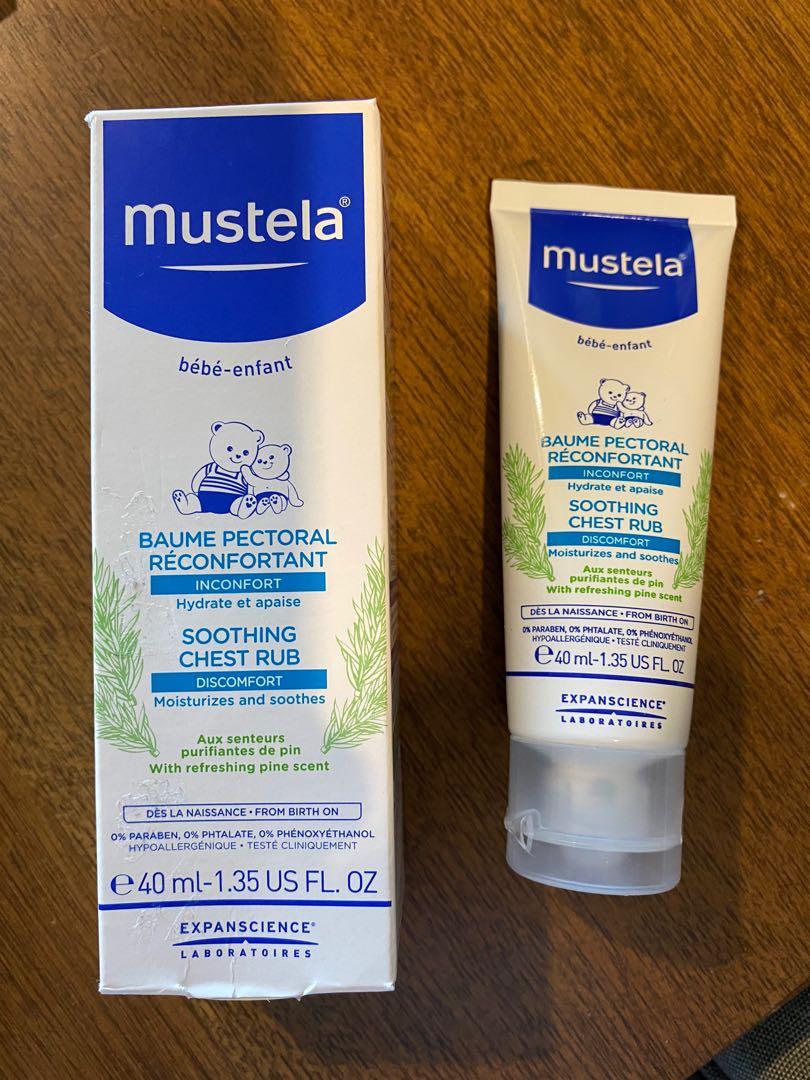 mustela®
bébé-enfant
BAUME PECTORAL
RÉCONFORTANT
INCONFORT
Hydrate et apaise
SOOTHING
CHEST RUB
DISCOMFORT
Moisturizes and soothes
Aux senteurs
purifiantes de pin
With refreshing pine scent
DÈS LA NAISSANCE • FROM BIRTH ON
0% PARABEN, 0% PHTALATE, 0% PHÉNOXYÉTHANOL
HYPOALLERGÉNIQUE • TESTÉ CLINIQUEMENT
℮ 40 ml-1.35 US FL. OZ
EXPANSCIENCE®
LABORATOIRES
mustela®
bébé-enfant
BAUME PECTORAL
RÉCONFORTANT
INCONFORT
Hydrate et apaise
SOOTHING
CHEST RUB
DISCOMFORT
Moisturizes and soothes
Aux senteurs
purifiantes de pin
With refreshing pine scent
DÈS LA NAISSANCE • FROM BIRTH ON
0% PARABEN, 0% PHTALATE, 0% PHÉNOXYÉTHANOL
HYPOALLERGÉNIQUE • TESTÉ CLINIQUEMENT
℮ 40 ml-1.35 US FL. OZ
EXPANSCIENCE®
LABORATOIRES